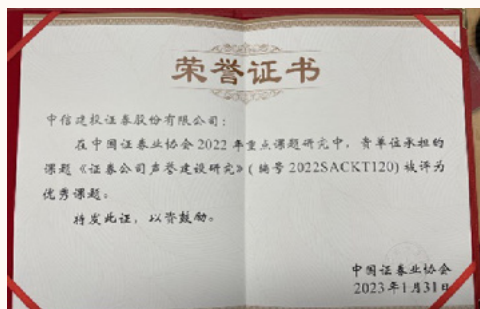 荣誉证书
中信建投证券股份有限公司：
在中国证券业协会2022年重点课题研究中，贵单位承担的
课题《证券公司声誉建设研究》(编号2022SACKT120)被评为
优秀课题。
特发此证，以资鼓励。
中国证券业协会
2023年1月31日